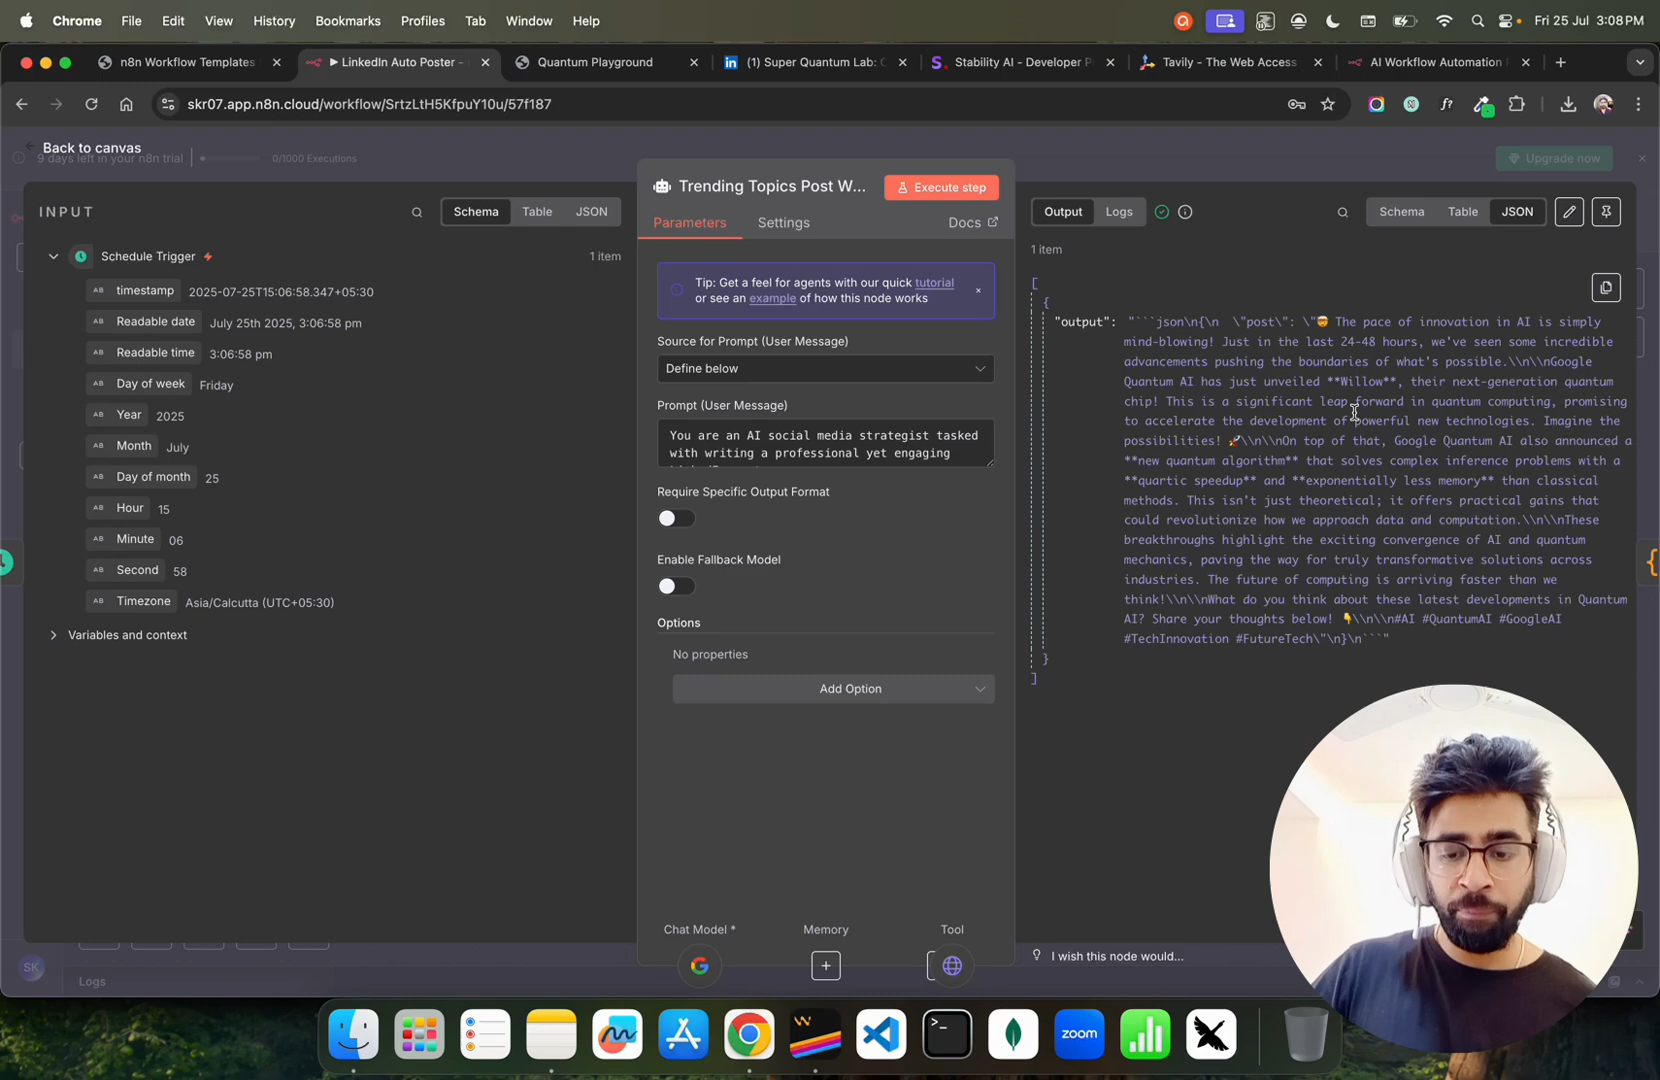 Chrome File Edit View History Bookmarks Profiles Tab Window Help Fri 25 Jul 3:08 PM
n8n Workflow Templates LinkedIn Auto Poster - Quantum Playground (1) Super Quantum Lab: Stability AI - Developer P Tavily - The Web Access AI Workflow Automation
skr07.app.n8n.cloud/workflow/SrtzLtH5KfpuY10u/57f187
Back to canvas
9 days left in your n8n trial 0/1000 Executions Upgrade now
INPUT
Schema Table JSON
Schedule Trigger 1 item
AB timestamp 2025-07-25T15:06:58.347+05:30
AB Readable date July 25th 2025, 3:06:58 pm
AB Readable time 3:06:58 pm
AB Day of week Friday
AB Year 2025
AB Month July
AB Day of month 25
AB Hour 15
AB Minute 06
AB Second 58
AB Timezone Asia/Calcutta (UTC+05:30)
Variables and context
Trending Topics Post W... Execute step
Parameters Settings Docs
Tip: Get a feel for agents with our quick tutorial
or see an example of how this node works
Source for Prompt (User Message)
Define below
Prompt (User Message)
You are an AI social media strategist tasked
with writing a professional yet engaging
Require Specific Output Format
Enable Fallback Model
Options
No properties
Add Option
Chat Model * Memory Tool
Output Logs Schema Table JSON
1 item
[
{
"output": "```json\n{\n \"post\": \"🤯 The pace of innovation in AI is simply
mind-blowing! Just in the last 24-48 hours, we've seen some incredible
advancements pushing the boundaries of what's possible.\\n\\nGoogle
Quantum AI has just unveiled **Willow**, their next-generation quantum
chip! This is a significant leap forward in quantum computing, promising
to accelerate the development of powerful new technologies. Imagine the
possibilities! 🚀\\n\\nOn top of that, Google Quantum AI also announced a
**new quantum algorithm** that solves complex inference problems with a
**quartic speedup** and **exponentially less memory** than classical
methods. This isn't just theoretical; it offers practical gains that
could revolutionize how we approach data and computation.\\n\\nThese
breakthroughs highlight the exciting convergence of AI and quantum
mechanics, paving the way for truly transformative solutions across
industries. The future of computing is arriving faster than we
think!\\n\\nWhat do you think about these latest developments in Quantum
AI? Share your thoughts below! 👇\\n\\n#AI #QuantumAI #GoogleAI
#TechInnovation #FutureTech\"\n}\n```"
}
]
I wish this node would...
SK
Logs
zoom